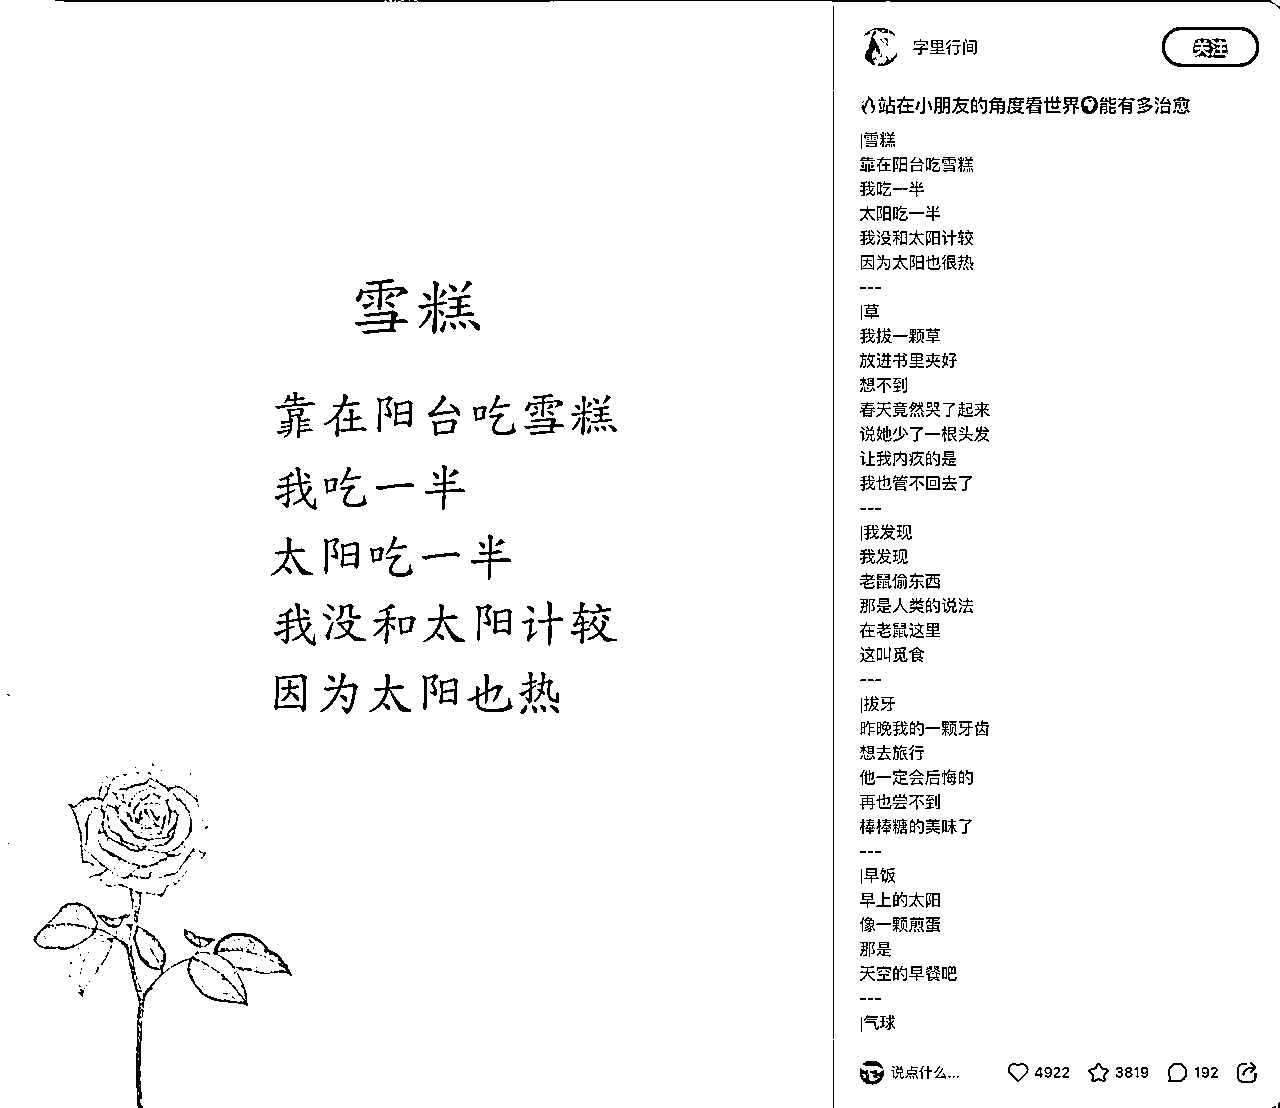 雪糕
靠在阳台吃雪糕
我吃一半
太阳吃一半
我没和太阳计较
因为太阳也热
字里行间
关注
站在小朋友的角度看世界能有多治愈
|雪糕
靠在阳台吃雪糕
我吃一半
太阳吃一半
我没和太阳计较
因为太阳也很热
---
|草
我拔一颗草
放进书里夹好
想不到
春天竟然哭了起来
说她少了一根头发
让我内疚的是
我也管不回去了
---
|我发现
我发现
老鼠偷东西
那是人类的说法
在老鼠这里
这叫觅食
---
|拔牙
昨晚我的一颗牙齿
想去旅行
他一定会后悔的
再也尝不到
棒棒糖的美味了
---
|早饭
早上的太阳
像一颗煎蛋
那是
天空的早餐吧
---
|气球
说点什么...
4922
3819
192